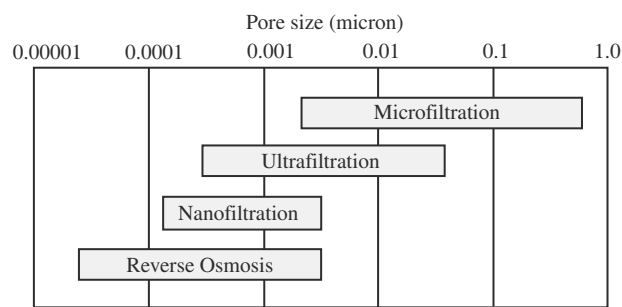 Pore size (micron)
0.00001 0.0001 0.001 0.01 0.1 1.0
Microfiltration
Ultrafiltration
Nanofiltration
Reverse Osmosis